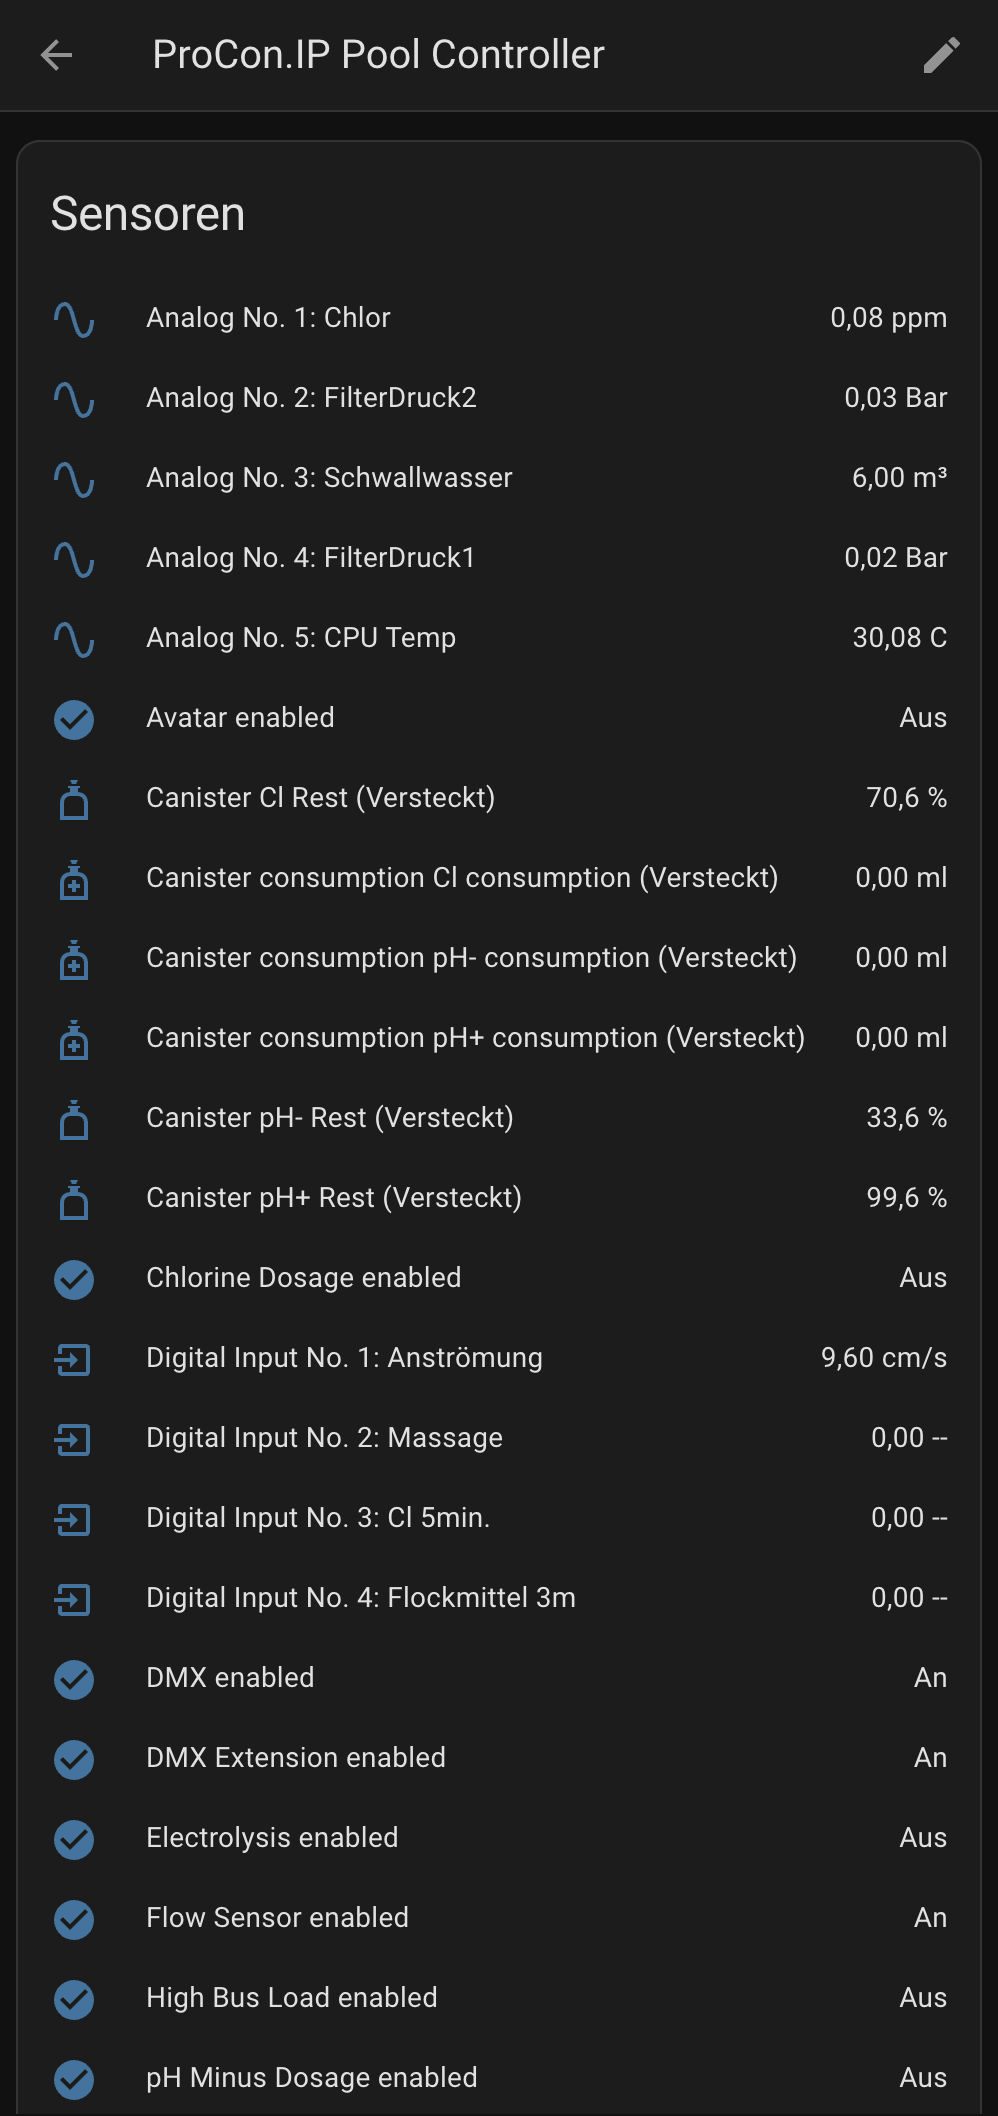 ProCon.IP Pool Controller
Sensoren
Analog No. 1: Chlor 0,08 ppm
Analog No. 2: FilterDruck2 0,03 Bar
Analog No. 3: Schwallwasser 6,00 m³
Analog No. 4: FilterDruck1 0,02 Bar
Analog No. 5: CPU Temp 30,08 C
Avatar enabled Aus
Canister Cl Rest (Versteckt) 70,6 %
Canister consumption Cl consumption (Versteckt) 0,00 ml
Canister consumption pH- consumption (Versteckt) 0,00 ml
Canister consumption pH+ consumption (Versteckt) 0,00 ml
Canister pH- Rest (Versteckt) 33,6 %
Canister pH+ Rest (Versteckt) 99,6 %
Chlorine Dosage enabled Aus
Digital Input No. 1: Anströmung 9,60 cm/s
Digital Input No. 2: Massage 0,00 --
Digital Input No. 3: Cl 5min. 0,00 --
Digital Input No. 4: Flockmittel 3m 0,00 --
DMX enabled An
DMX Extension enabled An
Electrolysis enabled Aus
Flow Sensor enabled An
High Bus Load enabled Aus
pH Minus Dosage enabled Aus